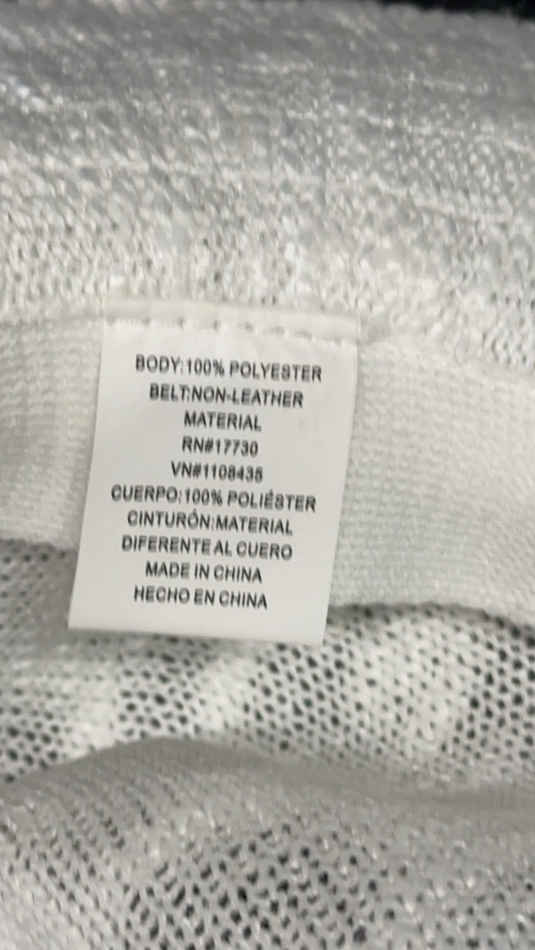 BODY:100% POLYESTER
BELT:NON-LEATHER
MATERIAL
RN#17730
VN#1108435
CUERPO:100% POLIÉSTER
CINTURÓN:MATERIAL
DIFERENTE AL CUERO
MADE IN CHINA
HECHO EN CHINA